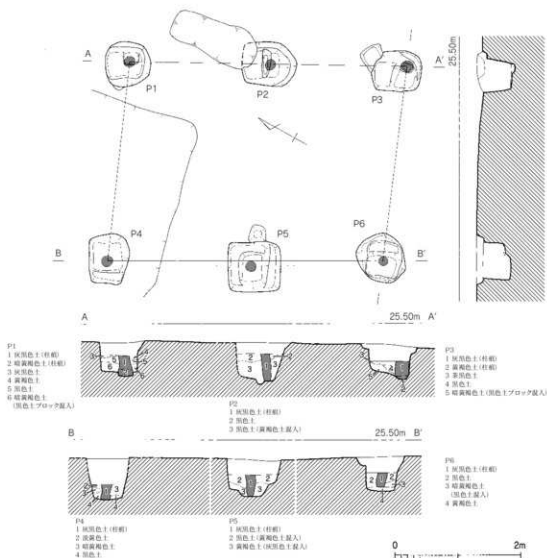 A
A'
25.50m
P1
P2
P3
P4
P5
P6
B
B'
A
25.50m
A'
P1
1 灰黒色土(柱痕)
2 暗黄褐色土(柱痕)
3 灰黒色土
4 黄褐色土
5 黒色土
6 暗黄褐色土
(黒色土ブロック混入)
P2
1 灰黒色土(柱痕)
2 黒色土
3 黒色土(黄褐色土混入)
P3
1 灰黒色土(柱痕)
2 黄褐色土(柱痕)
3 茶黒色土
4 黒色土
5 暗黄褐色土(黒色土ブロック混入)
B
25.50m
B'
P4
1 灰黒色土(柱痕)
2 淡黄色土
3 暗黄褐色土
4 黒色土
P5
1 灰黒色土(柱痕)
2 黒色土(黄褐色土混入)
3 黄褐色土(灰黒色土混入)
P6
1 灰黒色土(柱痕)
2 黒色土
3 暗黄褐色土
(黒色土混入)
4 黄褐色土
0
2m